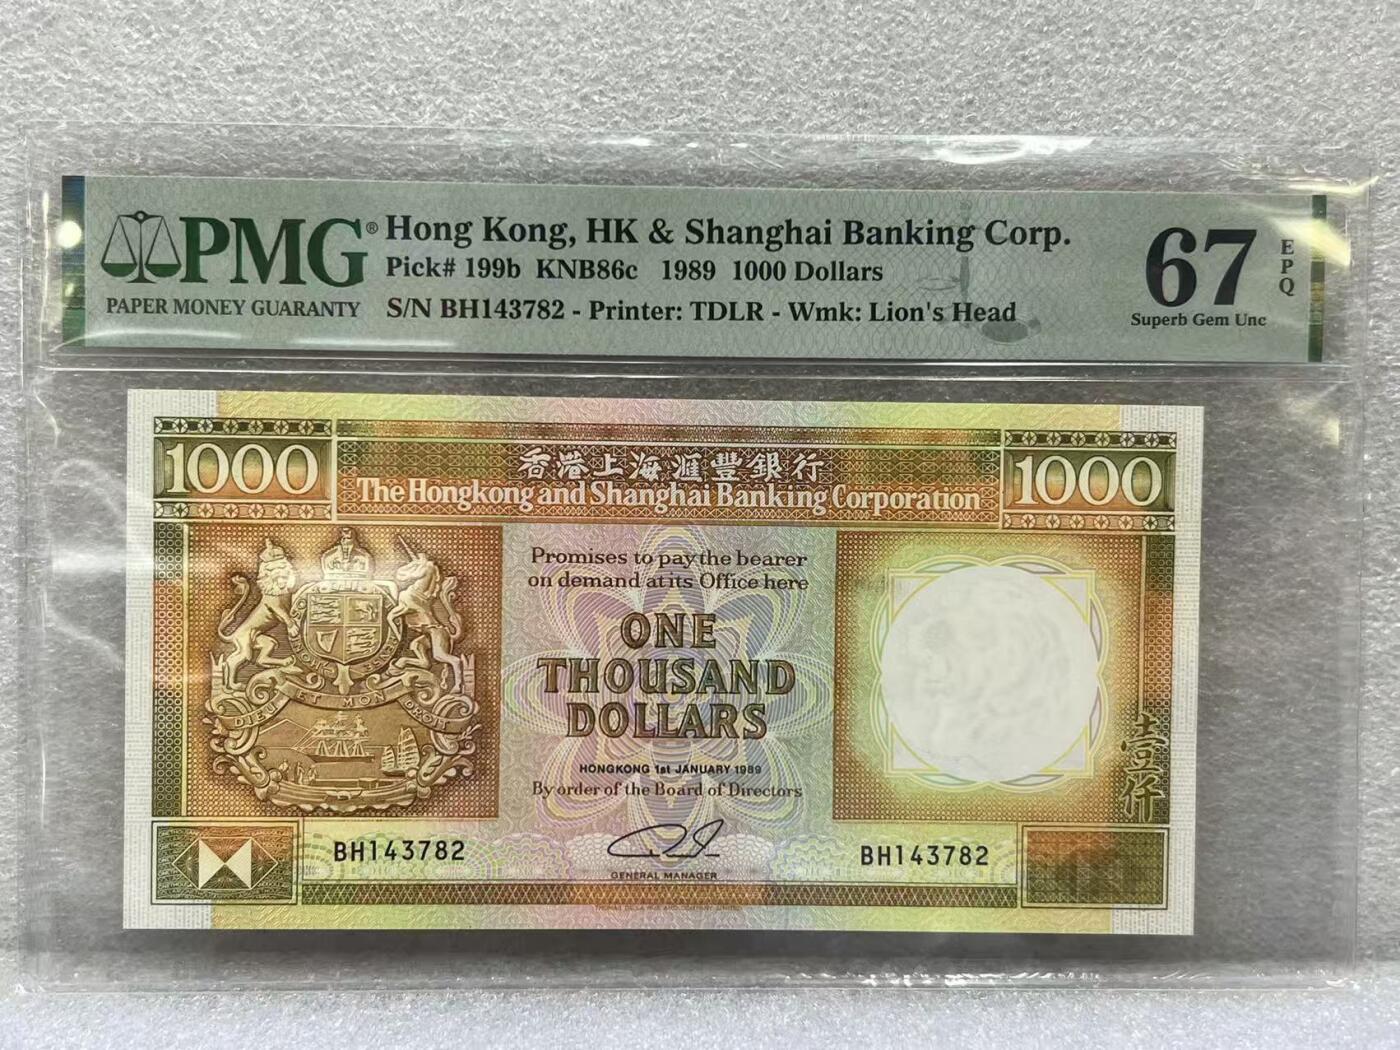 PMG®
PAPER MONEY GUARANTY
Hong Kong, HK & Shanghai Banking Corp.
Pick# 199b KNB86c 1989 1000 Dollars
S/N BH143782 - Printer: TDLR - Wmk: Lion's Head
67
EPQ
Superb Gem Unc
1000
香港上海滙豐銀行
The Hongkong and Shanghai Banking Corporation
1000
Promises to pay the bearer
on demand at its Office here
ONE
THOUSAND
DOLLARS
HONGKONG 1st JANUARY 1989
By order of the Board of Directors
DIEU ET MON DROIT
壹仟
BH143782
GENERAL MANAGER
BH143782